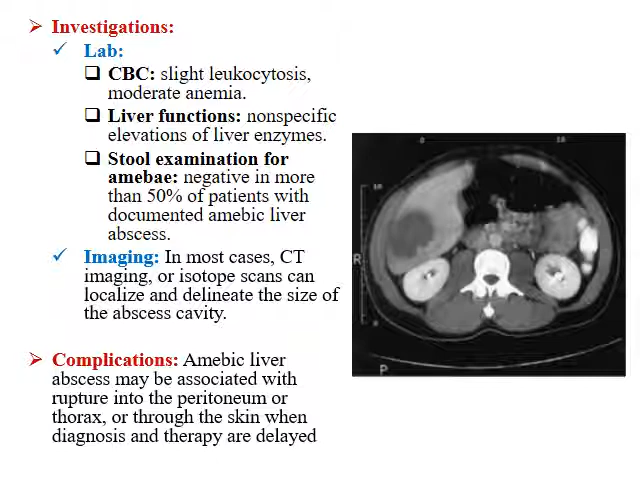 Investigations:
Lab:
CBC: slight leukocytosis,
moderate anemia.
Liver functions: nonspecific
elevations of liver enzymes.
Stool examination for
amebae: negative in more
than 50% of patients with
documented amebic liver
abscess.
Imaging: In most cases, CT
imaging, or isotope scans can
localize and delineate the size of
the abscess cavity.
Complications: Amebic liver
abscess may be associated with
rupture into the peritoneum or
thorax, or through the skin when
diagnosis and therapy are delayed
R
P